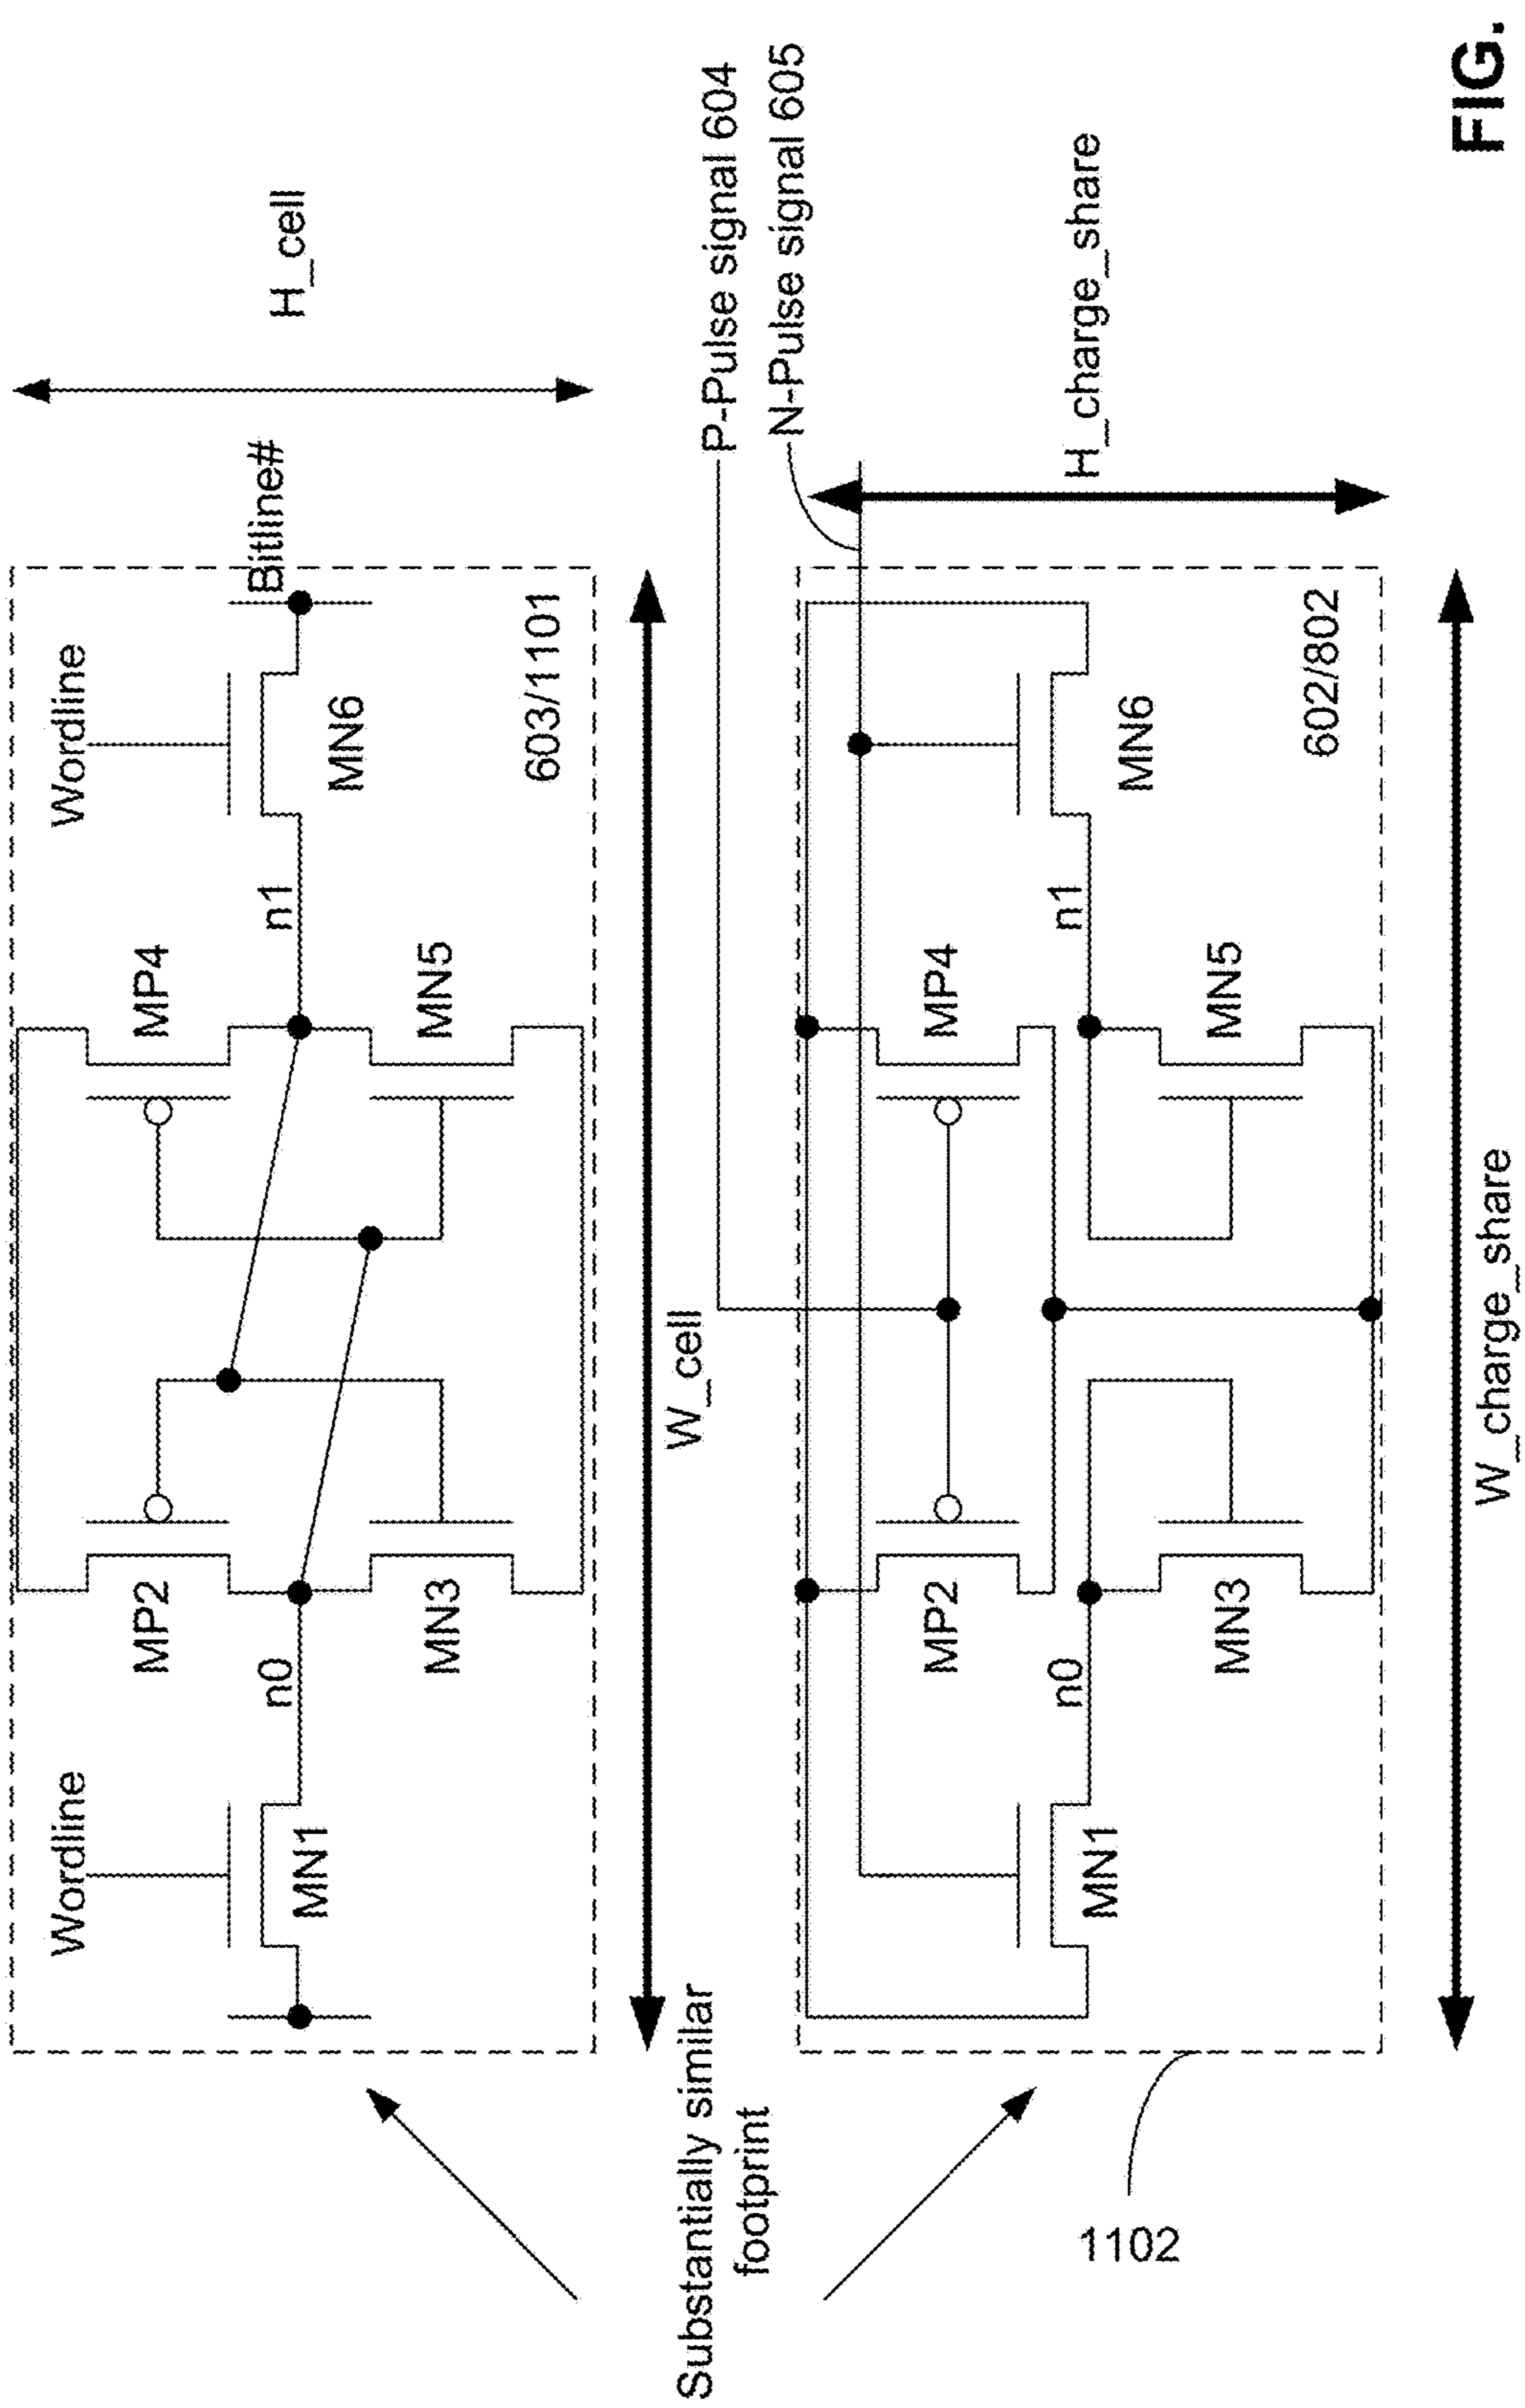 Wordline
Wordline
Bitline#
H_cell
MP2
MP4
n0
n1
MN1
MN3
MN5
MN6
603/1101
W_cell
Substantially similar
footprint
P-Pulse signal 604
N-Pulse signal 605
MP2
MP4
n0
n1
MN1
MN6
H_charge_share
MN3
MN5
602/802
1102
W_charge_share
FIG.